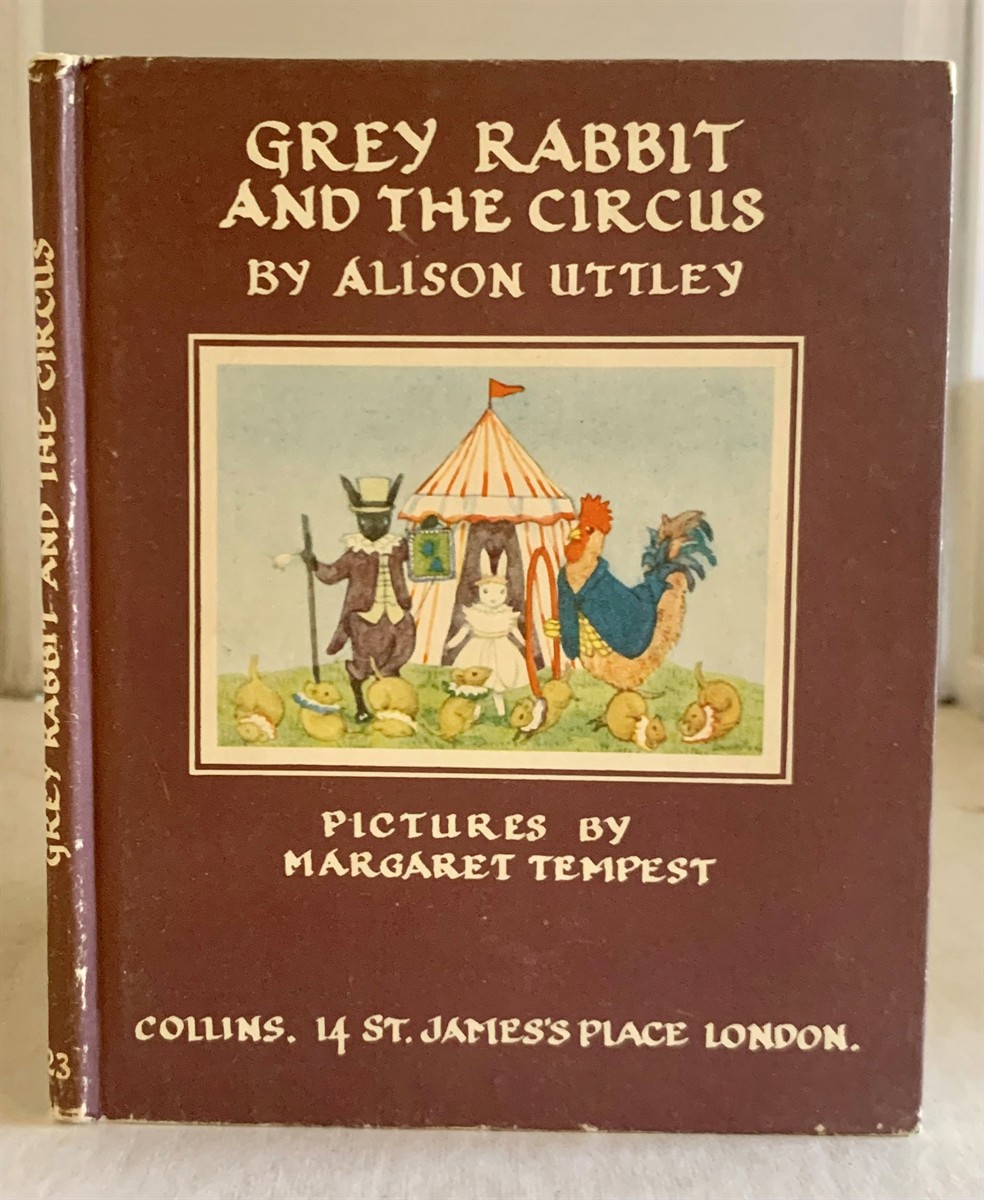 GREY RABBIT
AND THE CIRCUS
BY ALISON UTTLEY
PICTURES BY
MARGARET TEMPEST
COLLINS. 14 ST. JAMES'S PLACE LONDON.
GREY RABBIT AND THE CIRCUS
23